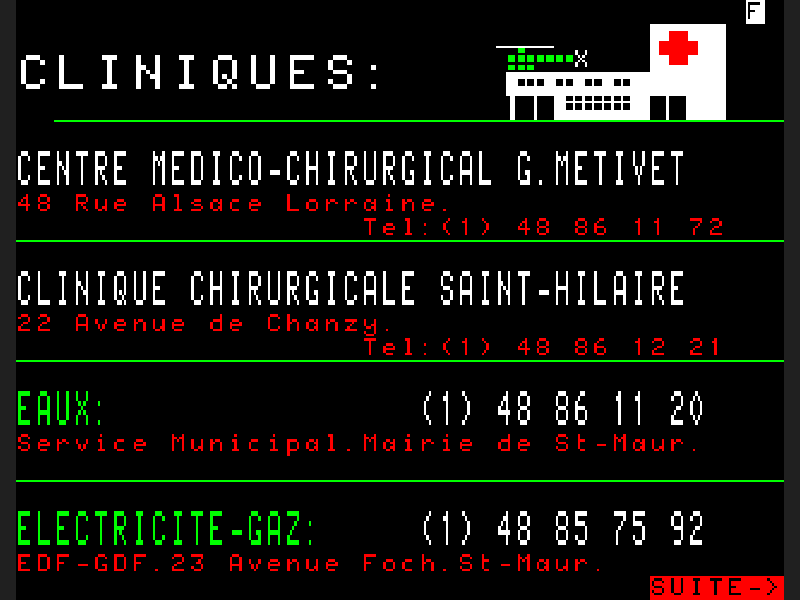 F
CLINIQUES:
CENTRE MEDICO-CHIRURGICAL G.METIVET
48 Rue Alsace Lorraine.
Tel:(1) 48 86 11 72
CLINIQUE CHIRURGICALE SAINT-HILAIRE
22 Avenue de Chanzy.
Tel:(1) 48 86 12 21
EAUX: (1) 48 86 11 20
Service Municipal.Mairie de St-Maur.
ELECTRICITE-GAZ: (1) 48 85 75 92
EDF-GDF.23 Avenue Foch.St-Maur.
SUITE->